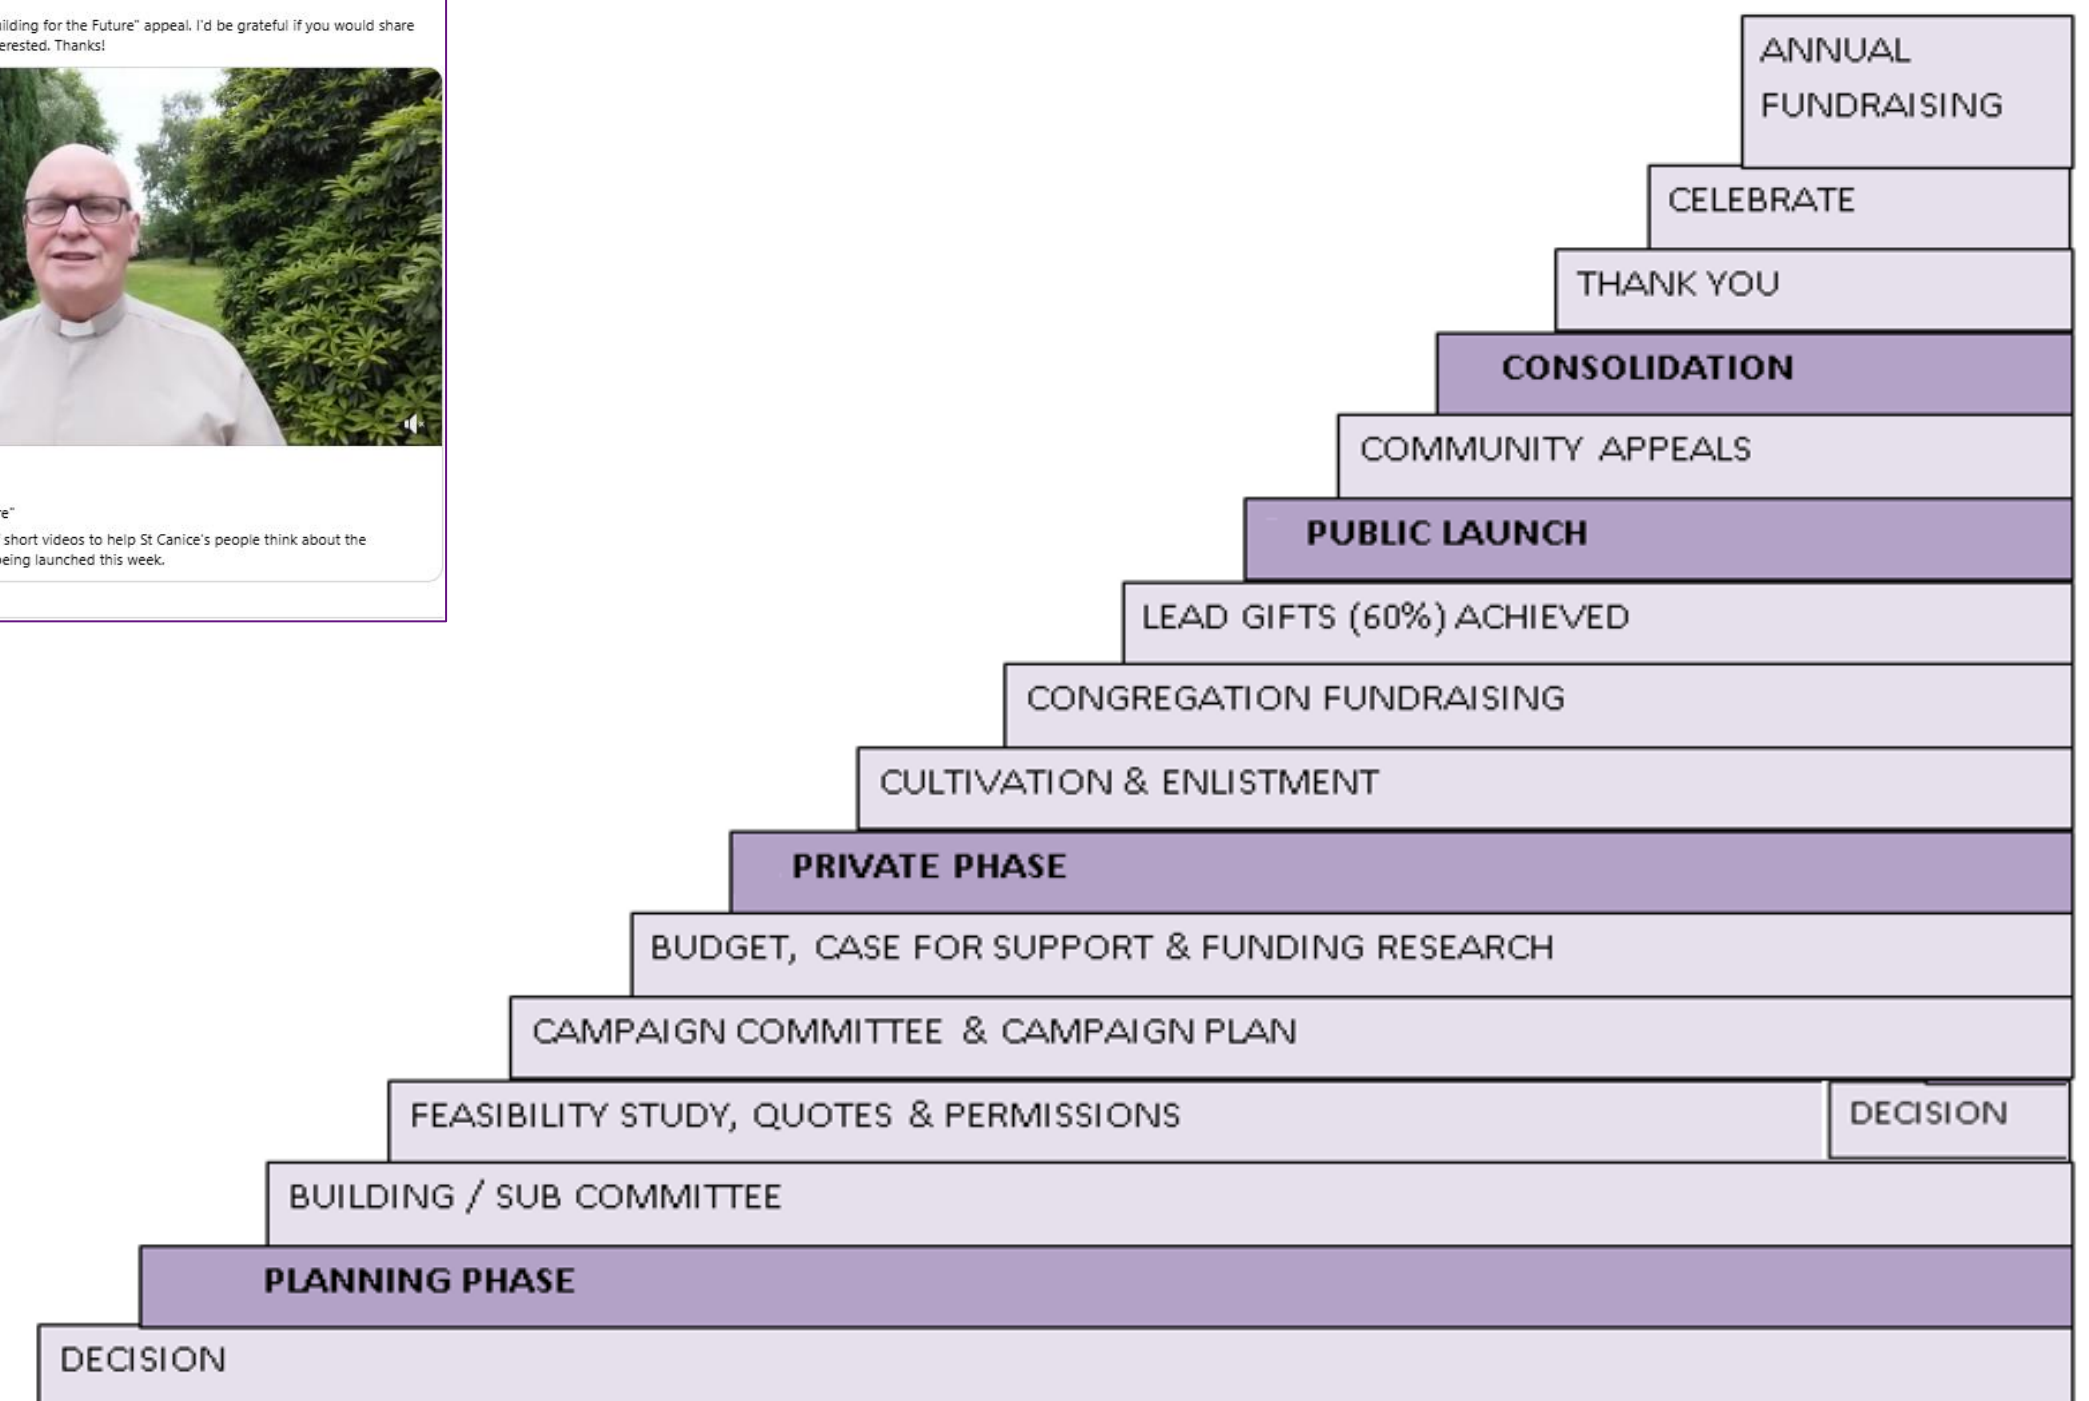 ilding for the Future" appeal. I'd be grateful if you would share
erested. Thanks!
re"
short videos to help St Canice's people think about the
being launched this week.
ANNUAL
FUNDRAISING
CELEBRATE
THANK YOU
CONSOLIDATION
COMMUNITY APPEALS
PUBLIC LAUNCH
LEAD GIFTS (60%) ACHIEVED
CONGREGATION FUNDRAISING
CULTIVATION & ENLISTMENT
PRIVATE PHASE
BUDGET, CASE FOR SUPPORT & FUNDING RESEARCH
CAMPAIGN COMMITTEE & CAMPAIGN PLAN
FEASIBILITY STUDY, QUOTES & PERMISSIONS DECISION
BUILDING / SUB COMMITTEE
PLANNING PHASE
DECISION